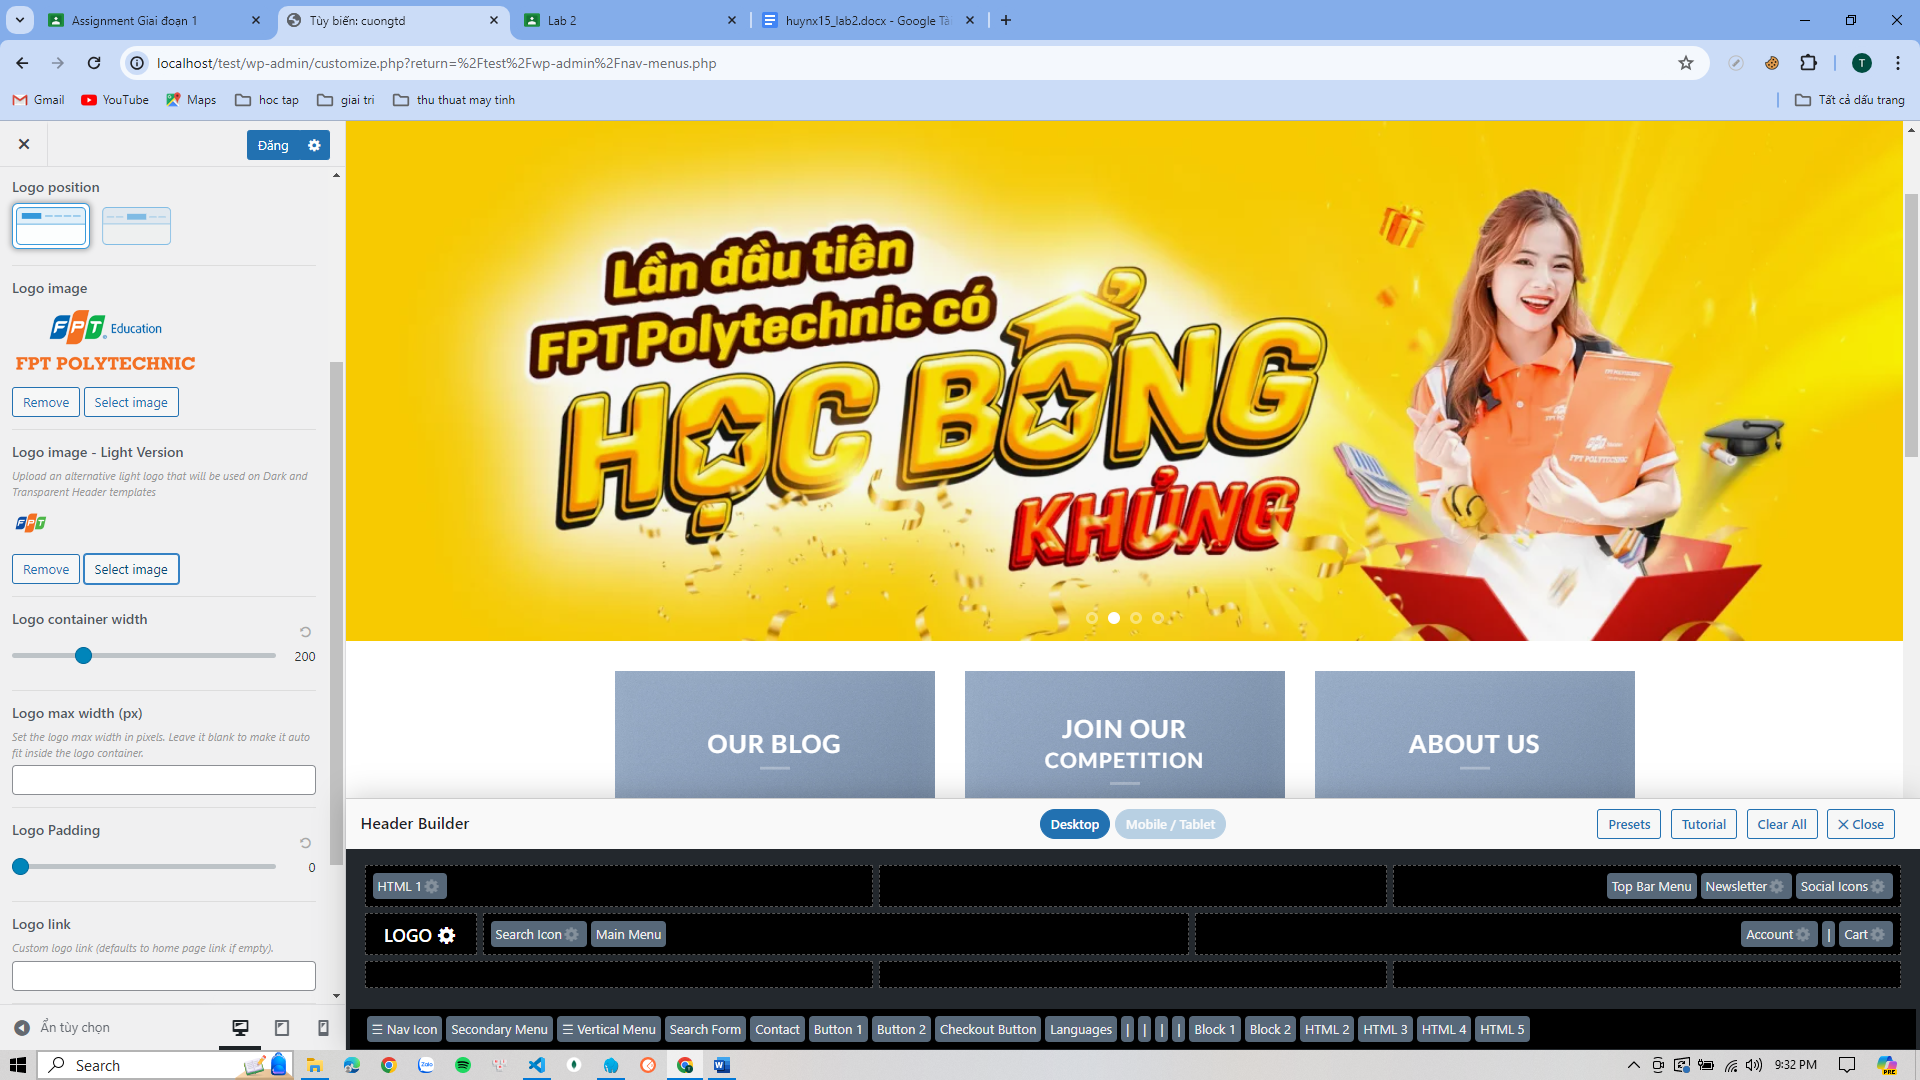 Assignment Giai đoạn 1
Tùy biến: cuongtd
Lab 2
huynx15_lab2.docx - Google Tà
localhost/test/wp-admin/customize.php?return=%2Ftest%2Fwp-admin%2Fnav-menus.php
T
Gmail
YouTube
Maps
hoc tap
giai tri
thu thuat may tinh
Tất cả dấu trang
Đăng
Logo position
Logo image
FPT Education
FPT POLYTECHNIC
Remove
Select image
Logo image - Light Version
Upload an alternative light logo that will be used on Dark and
Transparent Header templates
FPT
Remove
Select image
Logo container width
200
Logo max width (px)
Set the logo max width in pixels. Leave it blank to make it auto
fit inside the logo container.
Logo Padding
0
Logo link
Custom logo link (defaults to home page link if empty).
Ẩn tùy chọn
Lần đầu tiên
FPT Polytechnic có
HỌC BỔNG
KHỦNG
FPT POLYTECHNIC
OUR BLOG
JOIN OUR
COMPETITION
ABOUT US
Header Builder
Desktop
Mobile / Tablet
Presets
Tutorial
Clear All
Close
HTML 1
Top Bar Menu
Newsletter
Social Icons
LOGO
Search Icon
Main Menu
Account
|
Cart
☰ Nav Icon
Secondary Menu
☰ Vertical Menu
Search Form
Contact
Button 1
Button 2
Checkout Button
Languages
|
|
|
|
Block 1
Block 2
HTML 2
HTML 3
HTML 4
HTML 5
Search
Zalo
9:32 PM
PRE